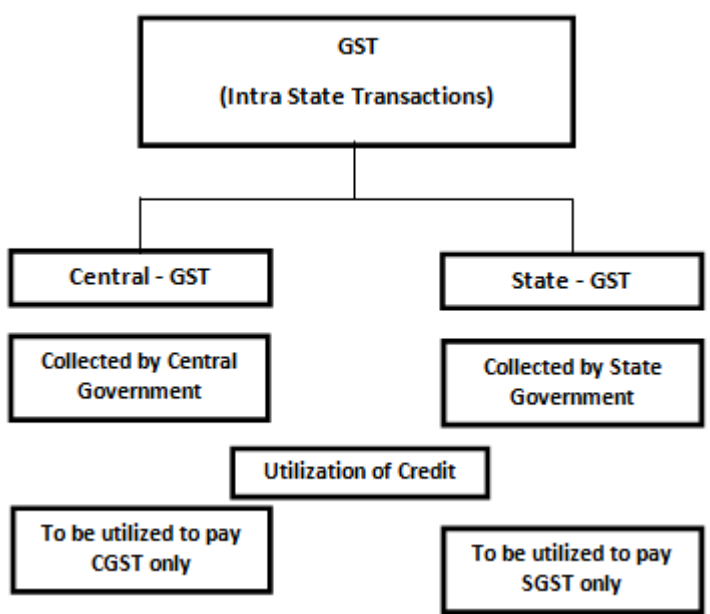 GST
(Intra State Transactions)
Central - GST
State - GST
Collected by Central
Government
Collected by State
Government
Utilization of Credit
To be utilized to pay
CGST only
To be utilized to pay
SGST only